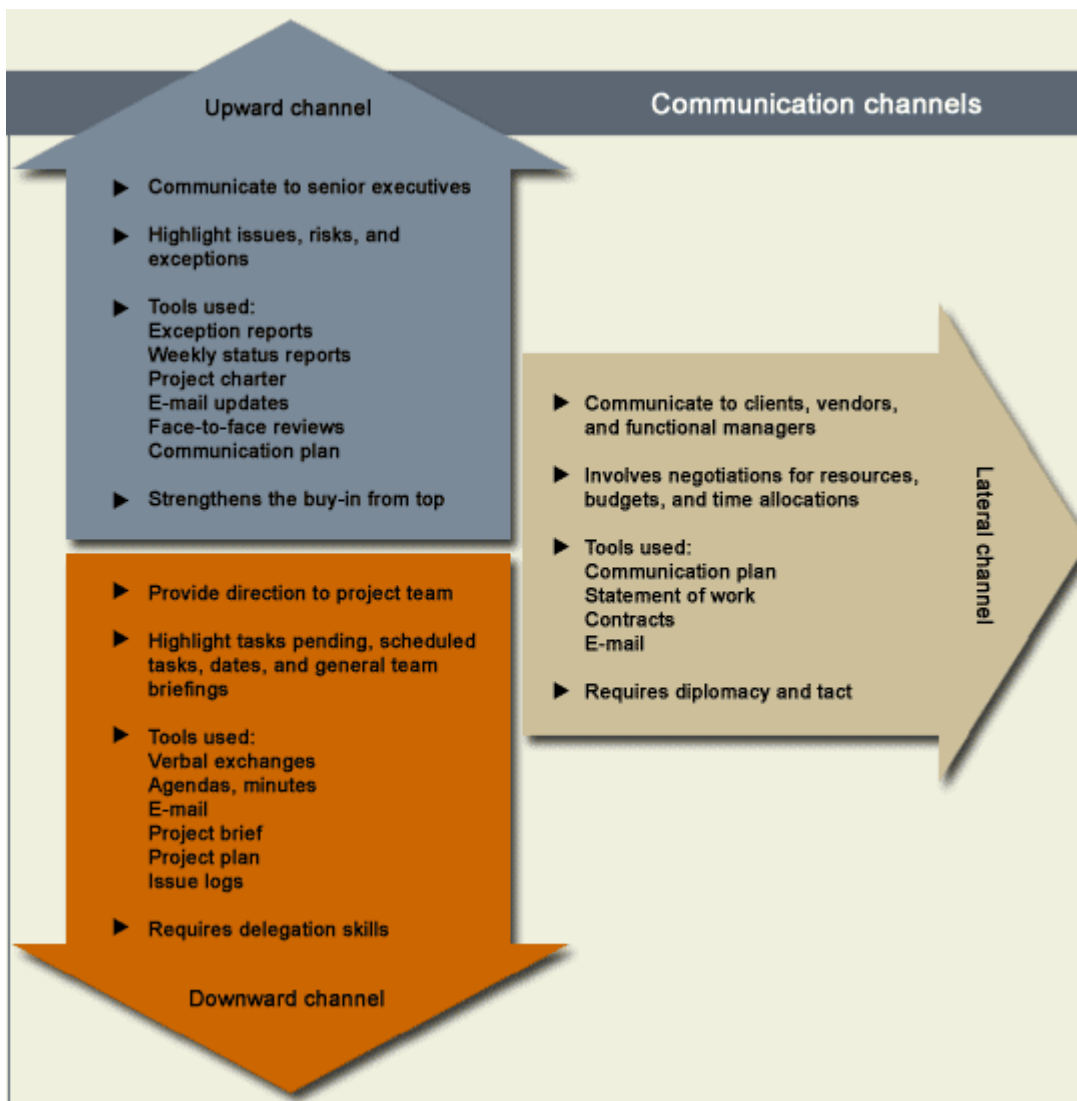 Communication channels
Upward channel
▶ Communicate to senior executives
▶ Highlight issues, risks, and
exceptions
▶ Tools used:
Exception reports
Weekly status reports
Project charter
E-mail updates
Face-to-face reviews
Communication plan
▶ Strengthens the buy-in from top
▶ Communicate to clients, vendors,
and functional managers
▶ Involves negotiations for resources,
budgets, and time allocations
▶ Tools used:
Communication plan
Statement of work
Contracts
E-mail
▶ Requires diplomacy and tact
Lateral channel
▶ Provide direction to project team
▶ Highlight tasks pending, scheduled
tasks, dates, and general team
briefings
▶ Tools used:
Verbal exchanges
Agendas, minutes
E-mail
Project brief
Project plan
Issue logs
▶ Requires delegation skills
Downward channel